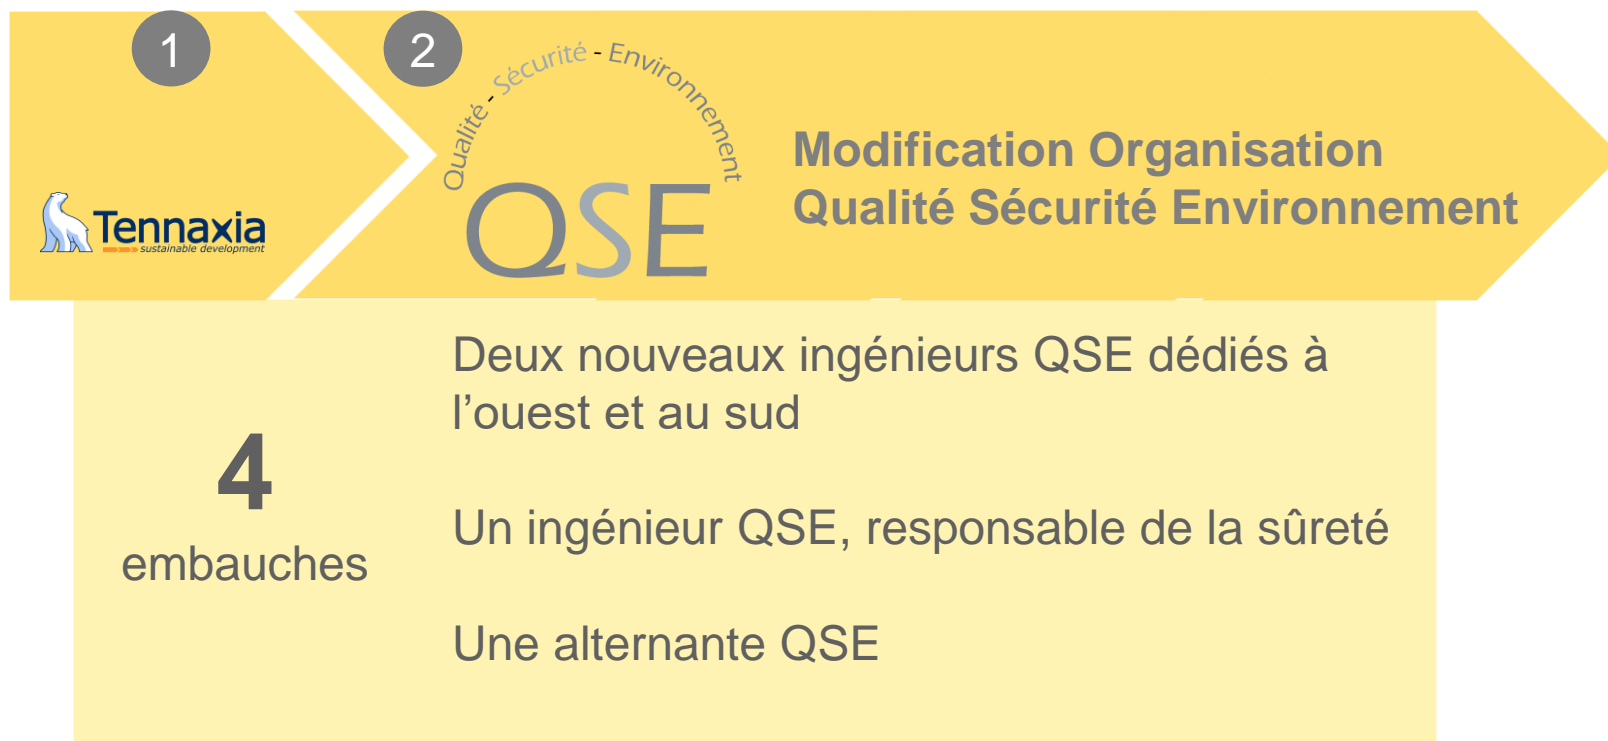 1
2
Qualité - Sécurité - Environnement
QSE
Modification Organisation
Qualité Sécurité Environnement
Tennaxia
sustainable development
4
embauches
Deux nouveaux ingénieurs QSE dédiés à
l’ouest et au sud
Un ingénieur QSE, responsable de la sûreté
Une alternante QSE